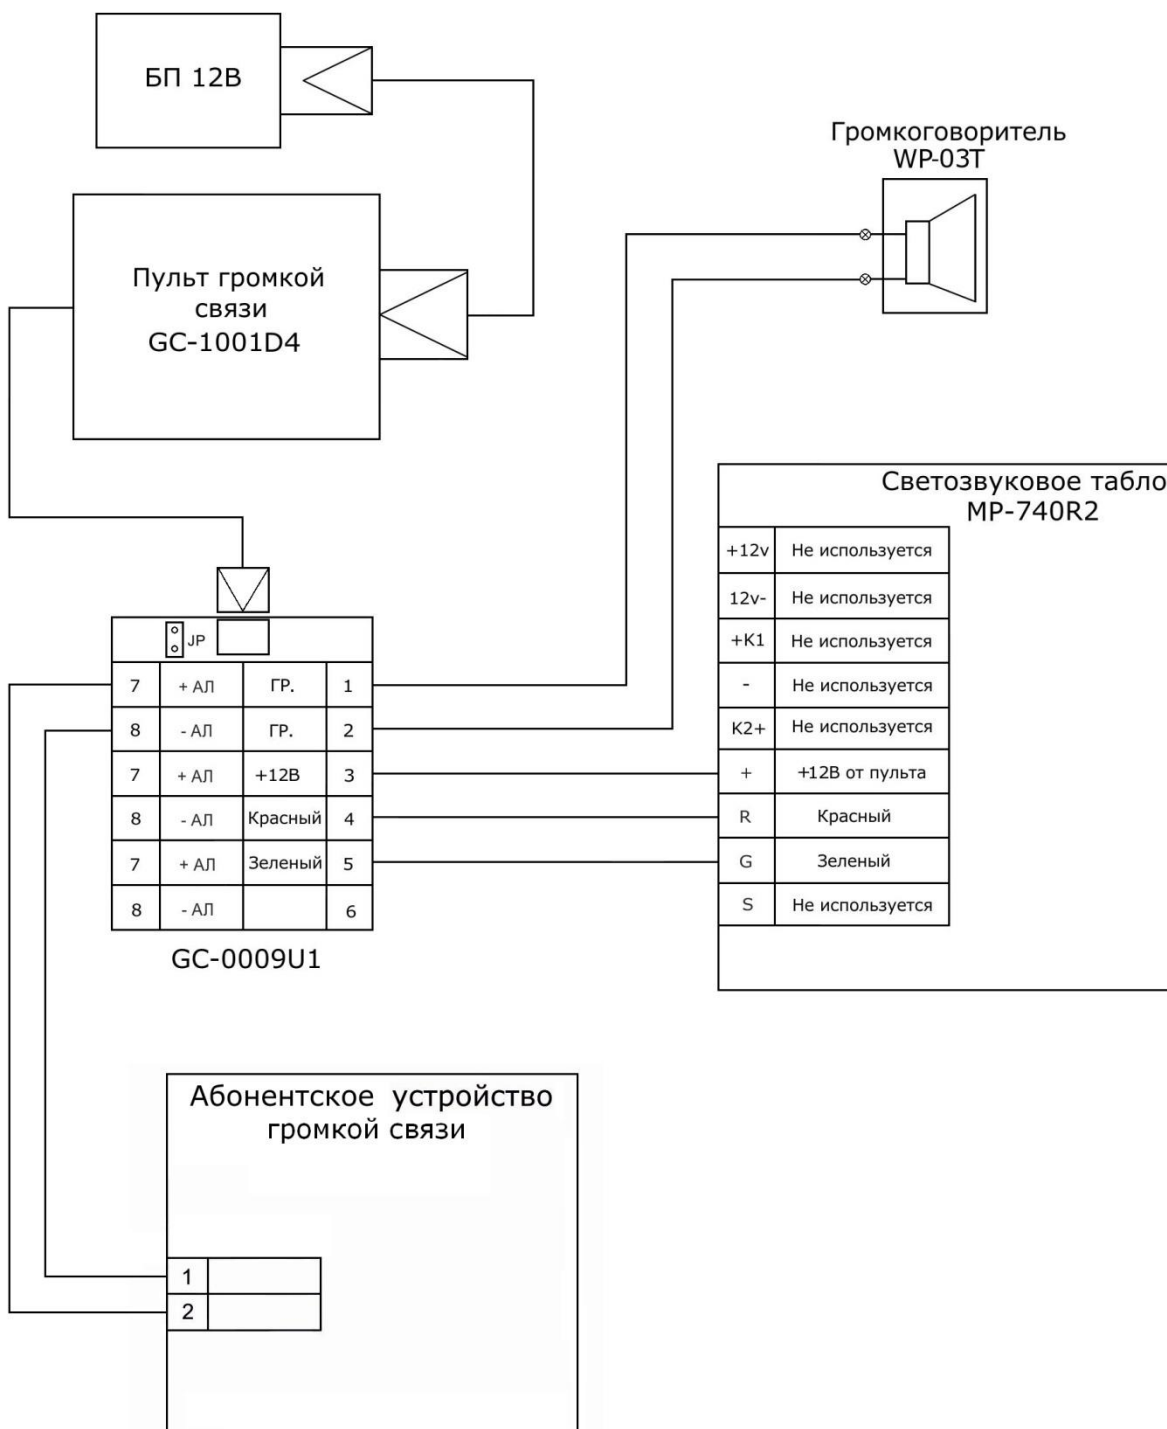 БП 12В
Громкоговоритель
WP-03T
Пульт громкой
связи
GC-1001D4
Светозвуковое табло
MP-740R2
+12v Не используется
12v- Не используется
+K1 Не используется
- Не используется
K2+ Не используется
+ +12В от пульта
R Красный
G Зеленый
S Не используется
JP
7 + АЛ ГР. 1
8 - АЛ ГР. 2
7 + АЛ +12В 3
8 - АЛ Красный 4
7 + АЛ Зеленый 5
8 - АЛ 6
GC-0009U1
Абонентское устройство
громкой связи
1
2